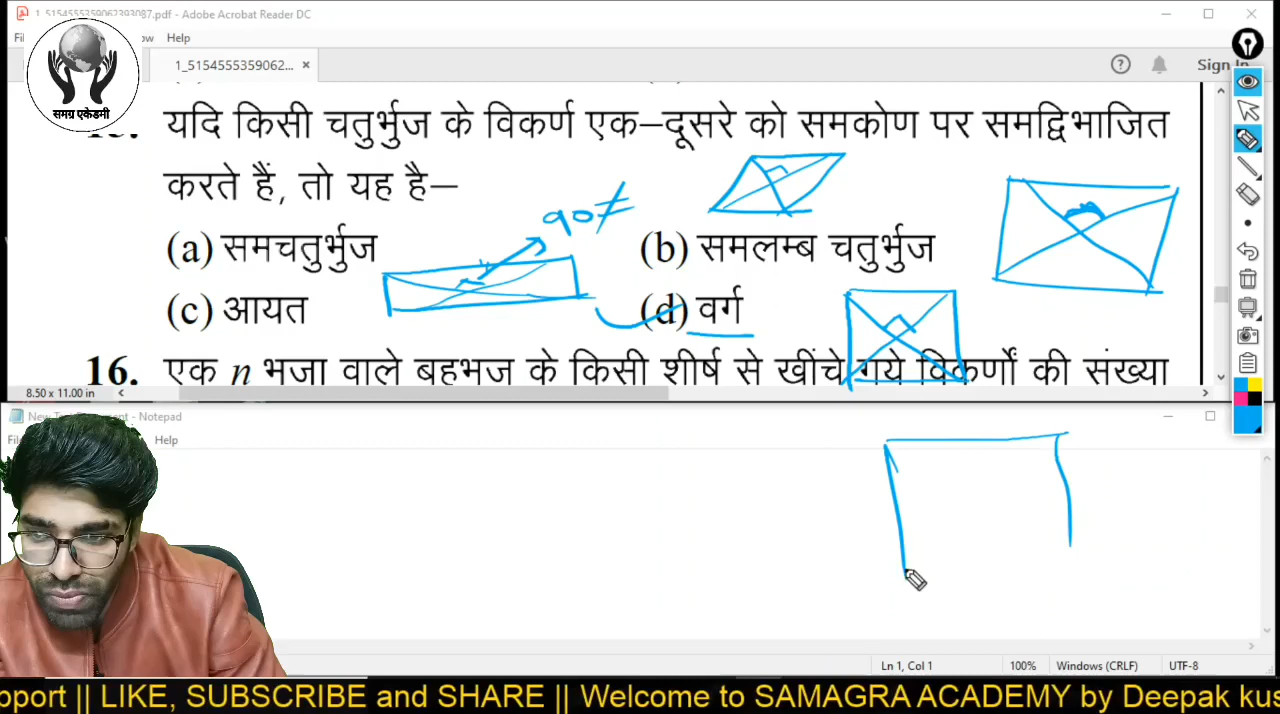 1_5154555359062393087.pdf - Adobe Acrobat Reader DC
Help
1_5154555359062...
Sign In
समग्र एकेडमी
यदि किसी चतुर्भुज के विकर्ण एक–दूसरे को समकोण पर समद्विभाजित
करते हैं, तो यह है–
90≠
(a) समचतुर्भुज
(b) समलम्ब चतुर्भुज
(c) आयत
(d) वर्ग
16. एक n भुजा वाले बहुभुज के किसी शीर्ष से खींचे गये विकर्णों की संख्या
8.50 x 11.00 in
Notepad
Help
Ln 1, Col 1
100%
Windows (CRLF)
UTF-8
pport || LIKE, SUBSCRIBE and SHARE || Welcome to SAMAGRA ACADEMY by Deepak kus